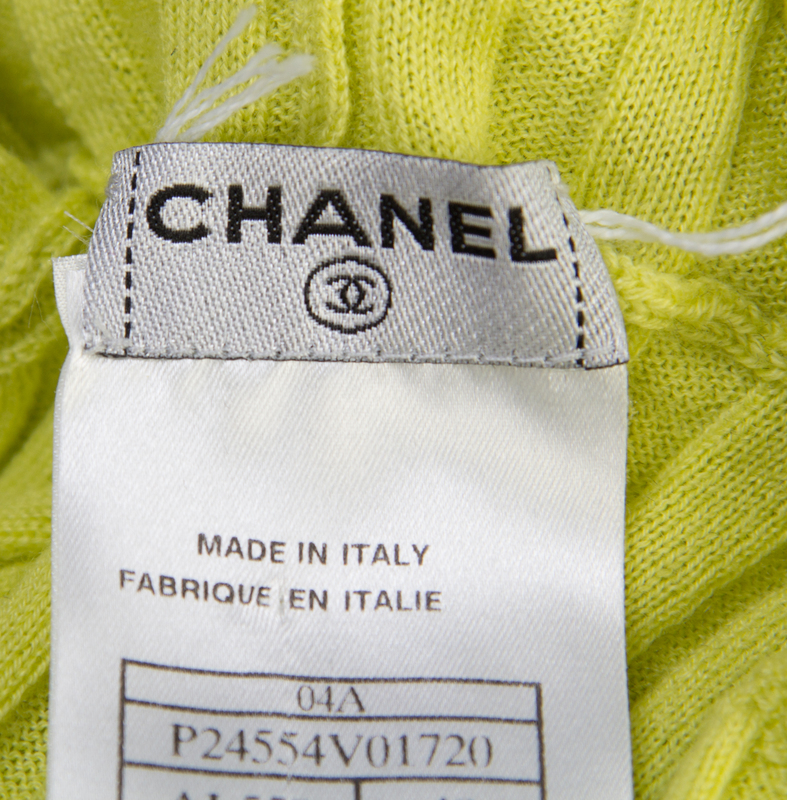 CHANEL
MADE IN ITALY
FABRIQUE EN ITALIE
04A
P24554V01720